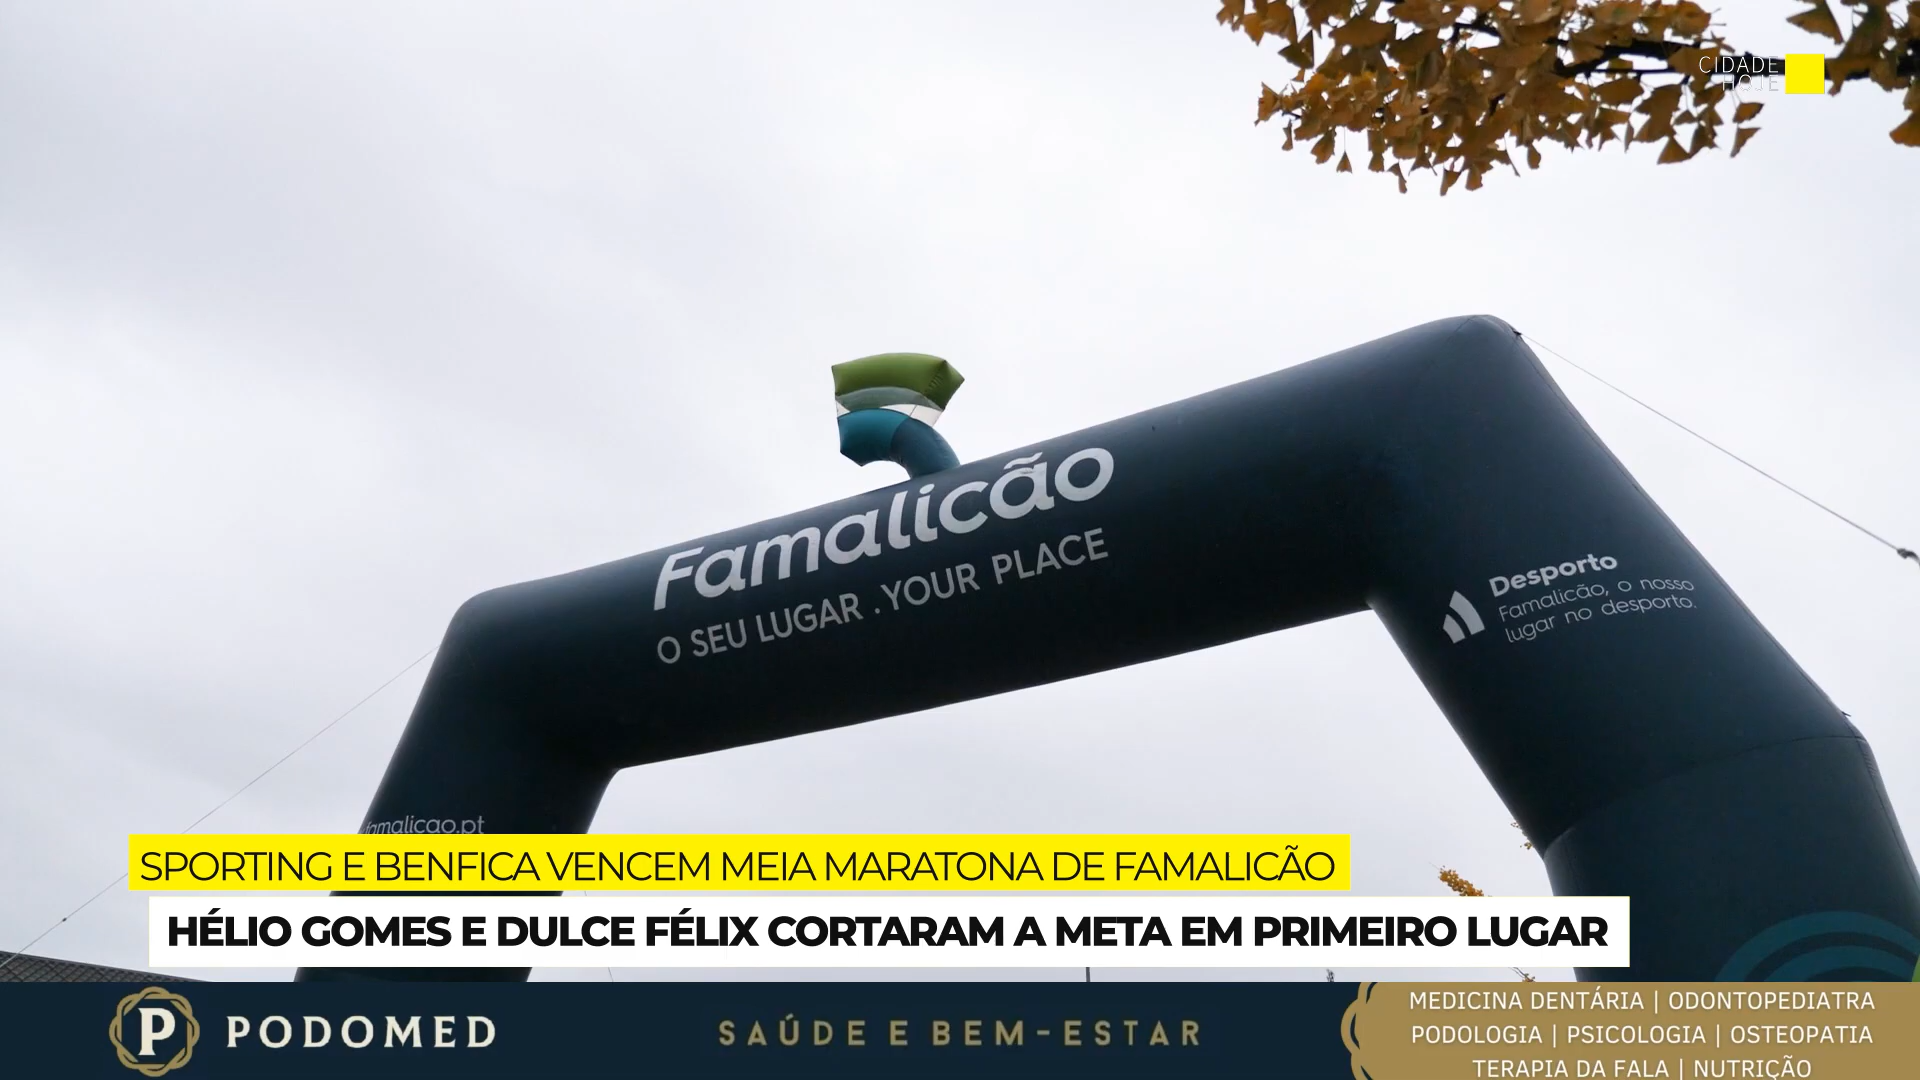 CIDADE
HOJE
Famalicão
O SEU LUGAR . YOUR PLACE
Desporto
Famalicão, o nosso
lugar no desporto.
famalicao.pt
SPORTING E BENFICA VENCEM MEIA MARATONA DE FAMALICÃO
HÉLIO GOMES E DULCE FÉLIX CORTARAM A META EM PRIMEIRO LUGAR
P PODOMED
SAÚDE E BEM-ESTAR
MEDICINA DENTÁRIA | ODONTOPEDIATRA
PODOLOGIA | PSICOLOGIA | OSTEOPATIA
TERAPIA DA FALA | NUTRIÇÃO